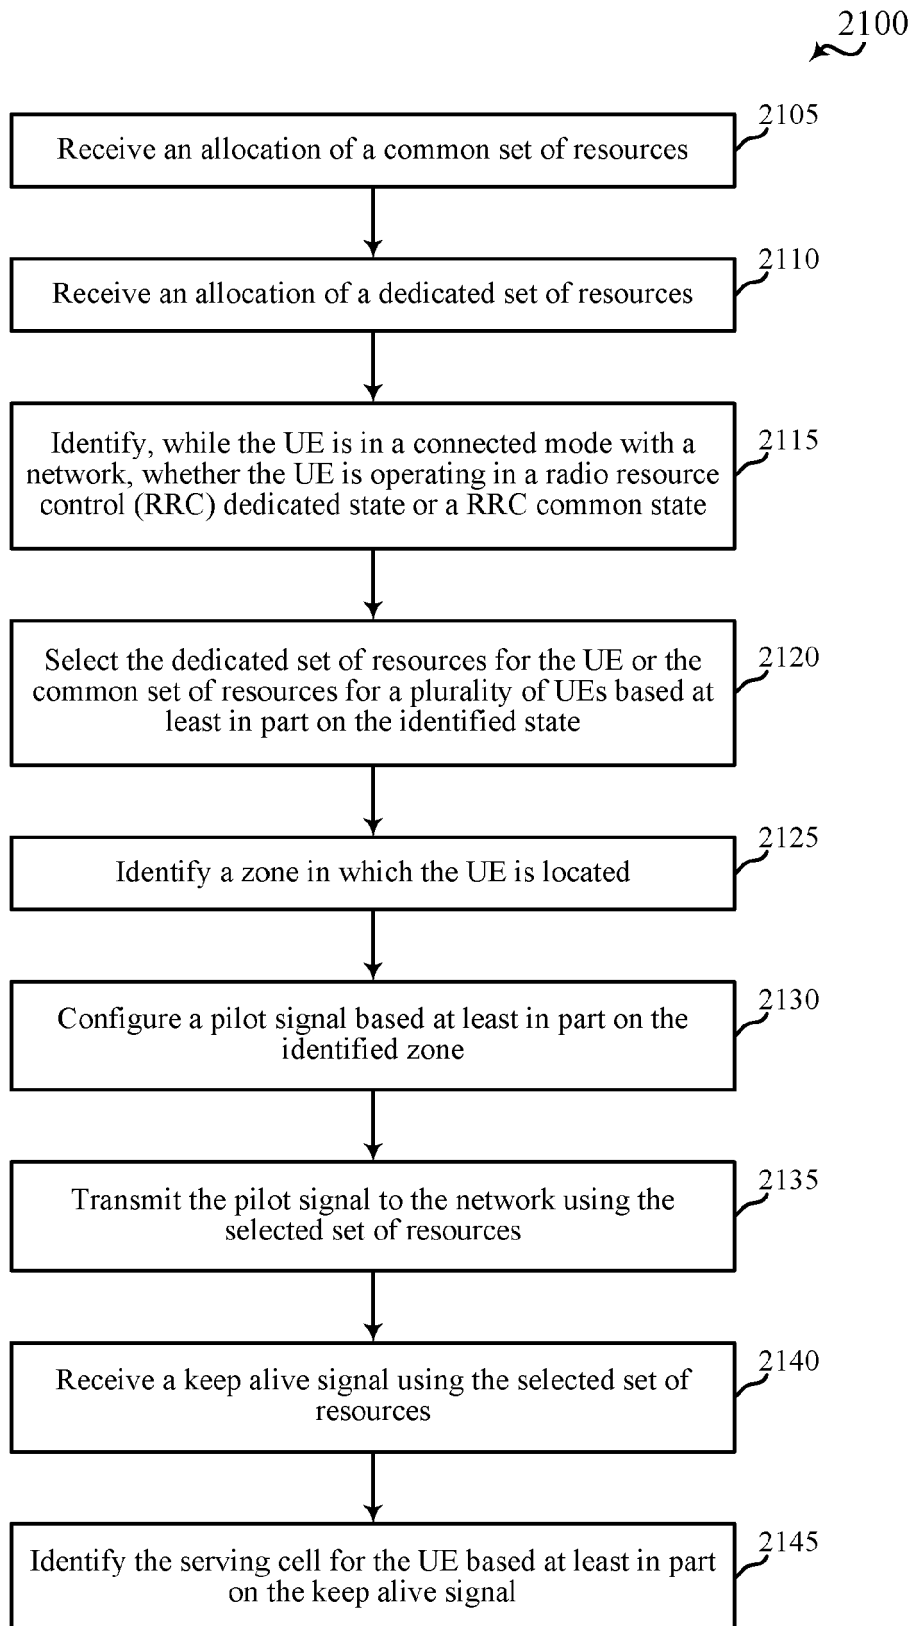 2100
2105
Receive an allocation of a common set of resources
2110
Receive an allocation of a dedicated set of resources
2115
Identify, while the UE is in a connected mode with a
network, whether the UE is operating in a radio resource
control (RRC) dedicated state or a RRC common state
2120
Select the dedicated set of resources for the UE or the
common set of resources for a plurality of UEs based at
least in part on the identified state
2125
Identify a zone in which the UE is located
2130
Configure a pilot signal based at least in part on the
identified zone
2135
Transmit the pilot signal to the network using the
selected set of resources
2140
Receive a keep alive signal using the selected set of
resources
2145
Identify the serving cell for the UE based at least in part
on the keep alive signal